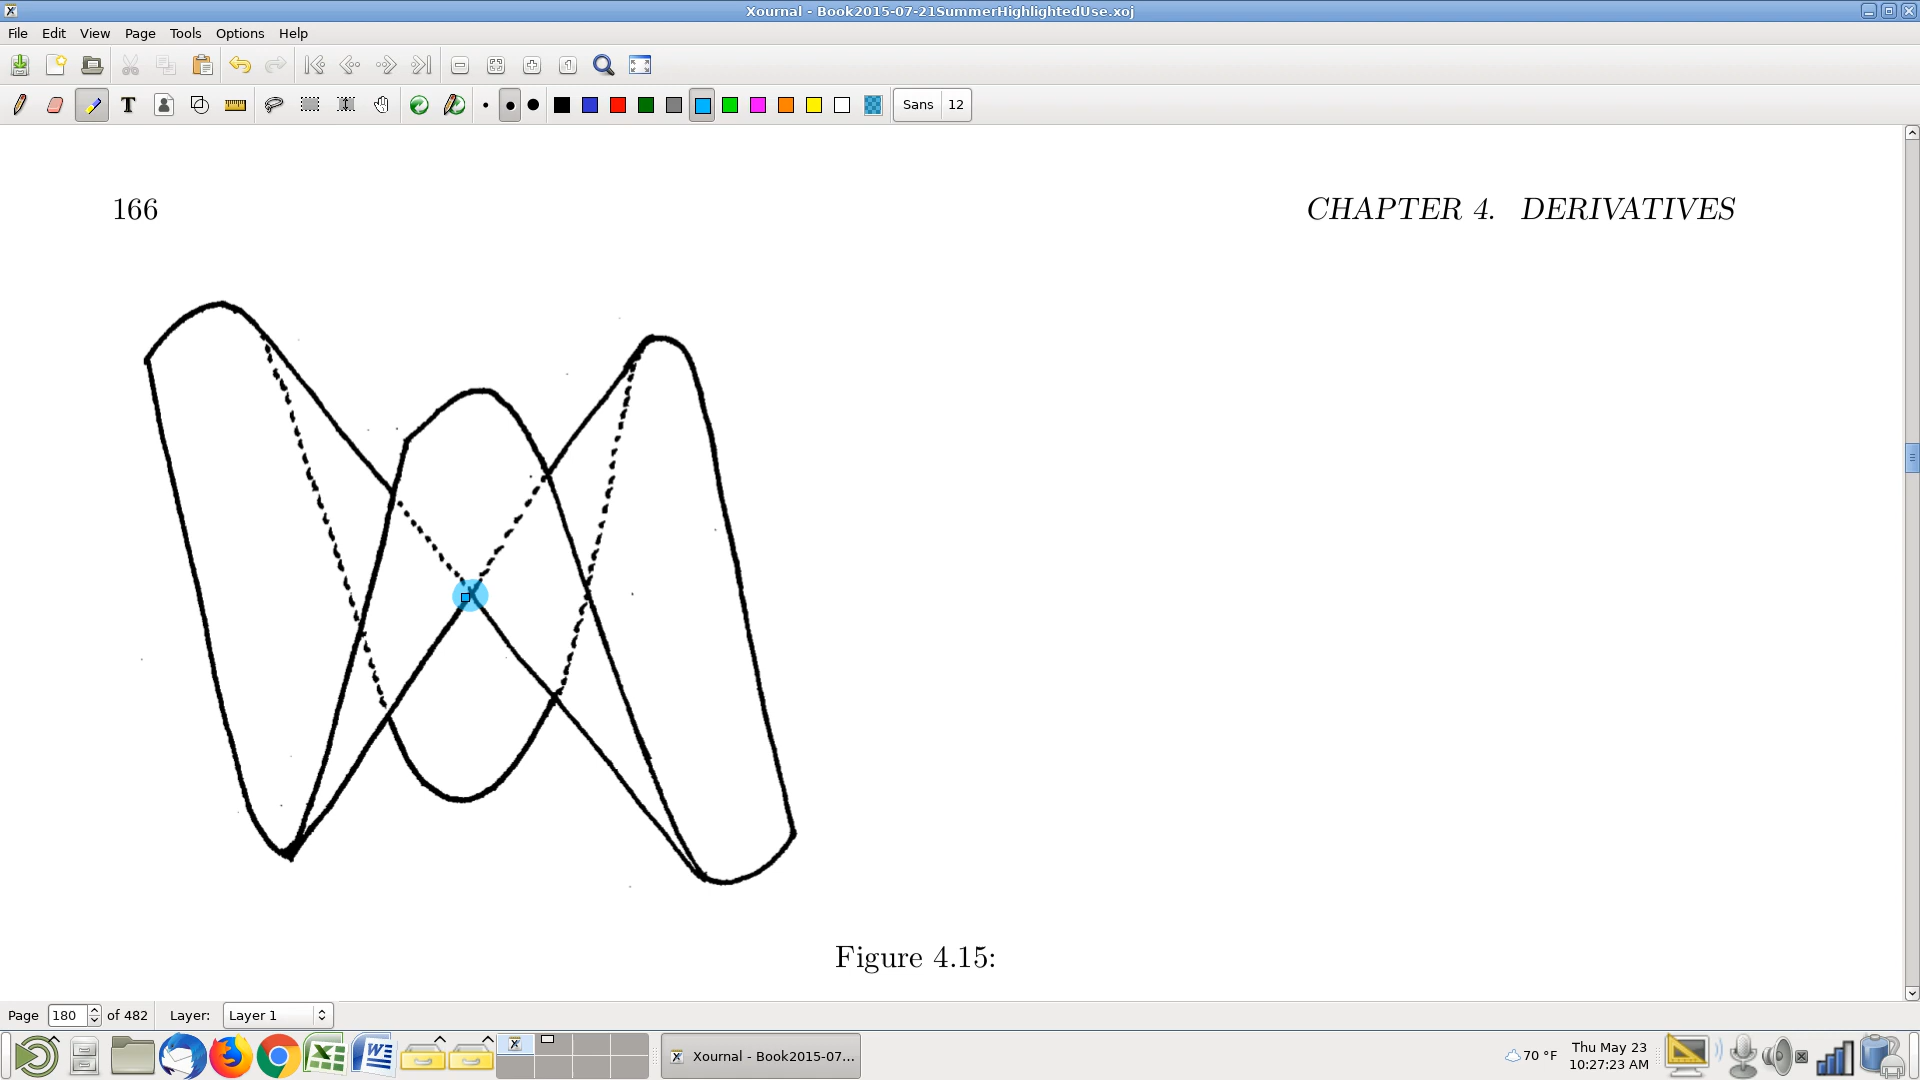 Xournal - Book2015-07-21SummerHighlightedUse.xoj
File Edit View Page Tools Options Help
T Sans 12
166 CHAPTER 4. DERIVATIVES
Figure 4.15:
Page 180 of 482 Layer: Layer 1
Xournal - Book2015-07... 70 °F Thu May 23
10:27:23 AM